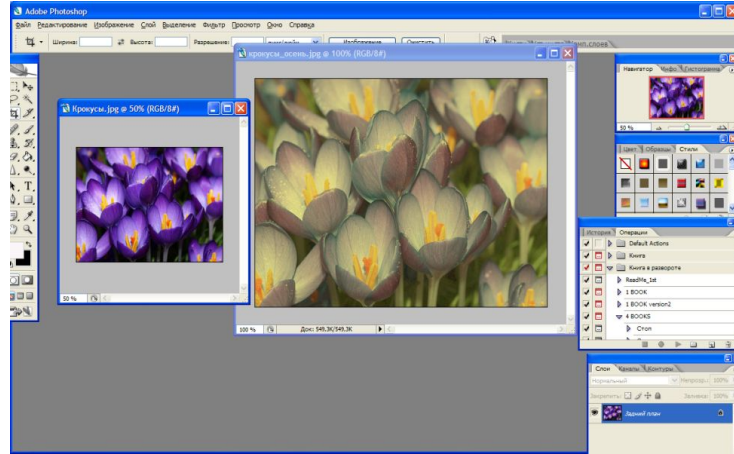 Adobe Photoshop
Файл Редактирование Изображение Слой Выделение Фильтр Просмотр Окно Справка
Ширина: Высота: Разрешение: Изображение Очистить
крокусы_осень.jpg @ 100% (RGB/8#)
Крокусы.jpg @ 50% (RGB/8#)
50 %
100 % Док: 549,3K/549,3K
Навигатор Инфо Гистограмма
50 %
Цвет Образцы Стили
История Операции
Default Actions
Книга
Книга в развороте
ReadMe_1st
1 BOOK
1 BOOK version2
4 BOOKS
Стоп
Слои Каналы Контуры
Нормальный Непрозр.: 100%
Закрепить: Заливка: 100%
Задний план